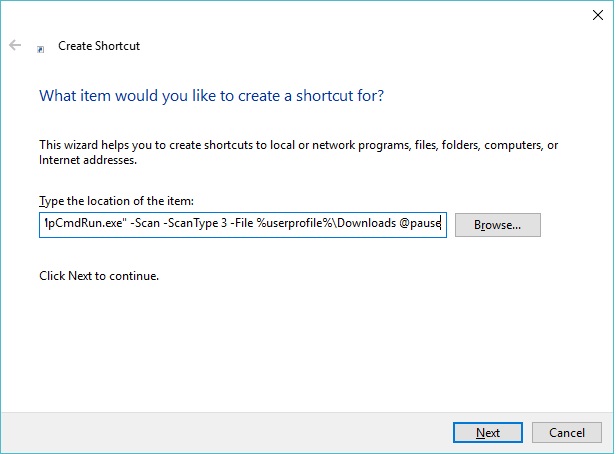 Create Shortcut
What item would you like to create a shortcut for?
This wizard helps you to create shortcuts to local or network programs, files, folders, computers, or
Internet addresses.
Type the location of the item:
pCmdRun.exe" -Scan -ScanType 3 -File %userprofile%\Downloads @pause
Browse...
Click Next to continue.
Next
Cancel